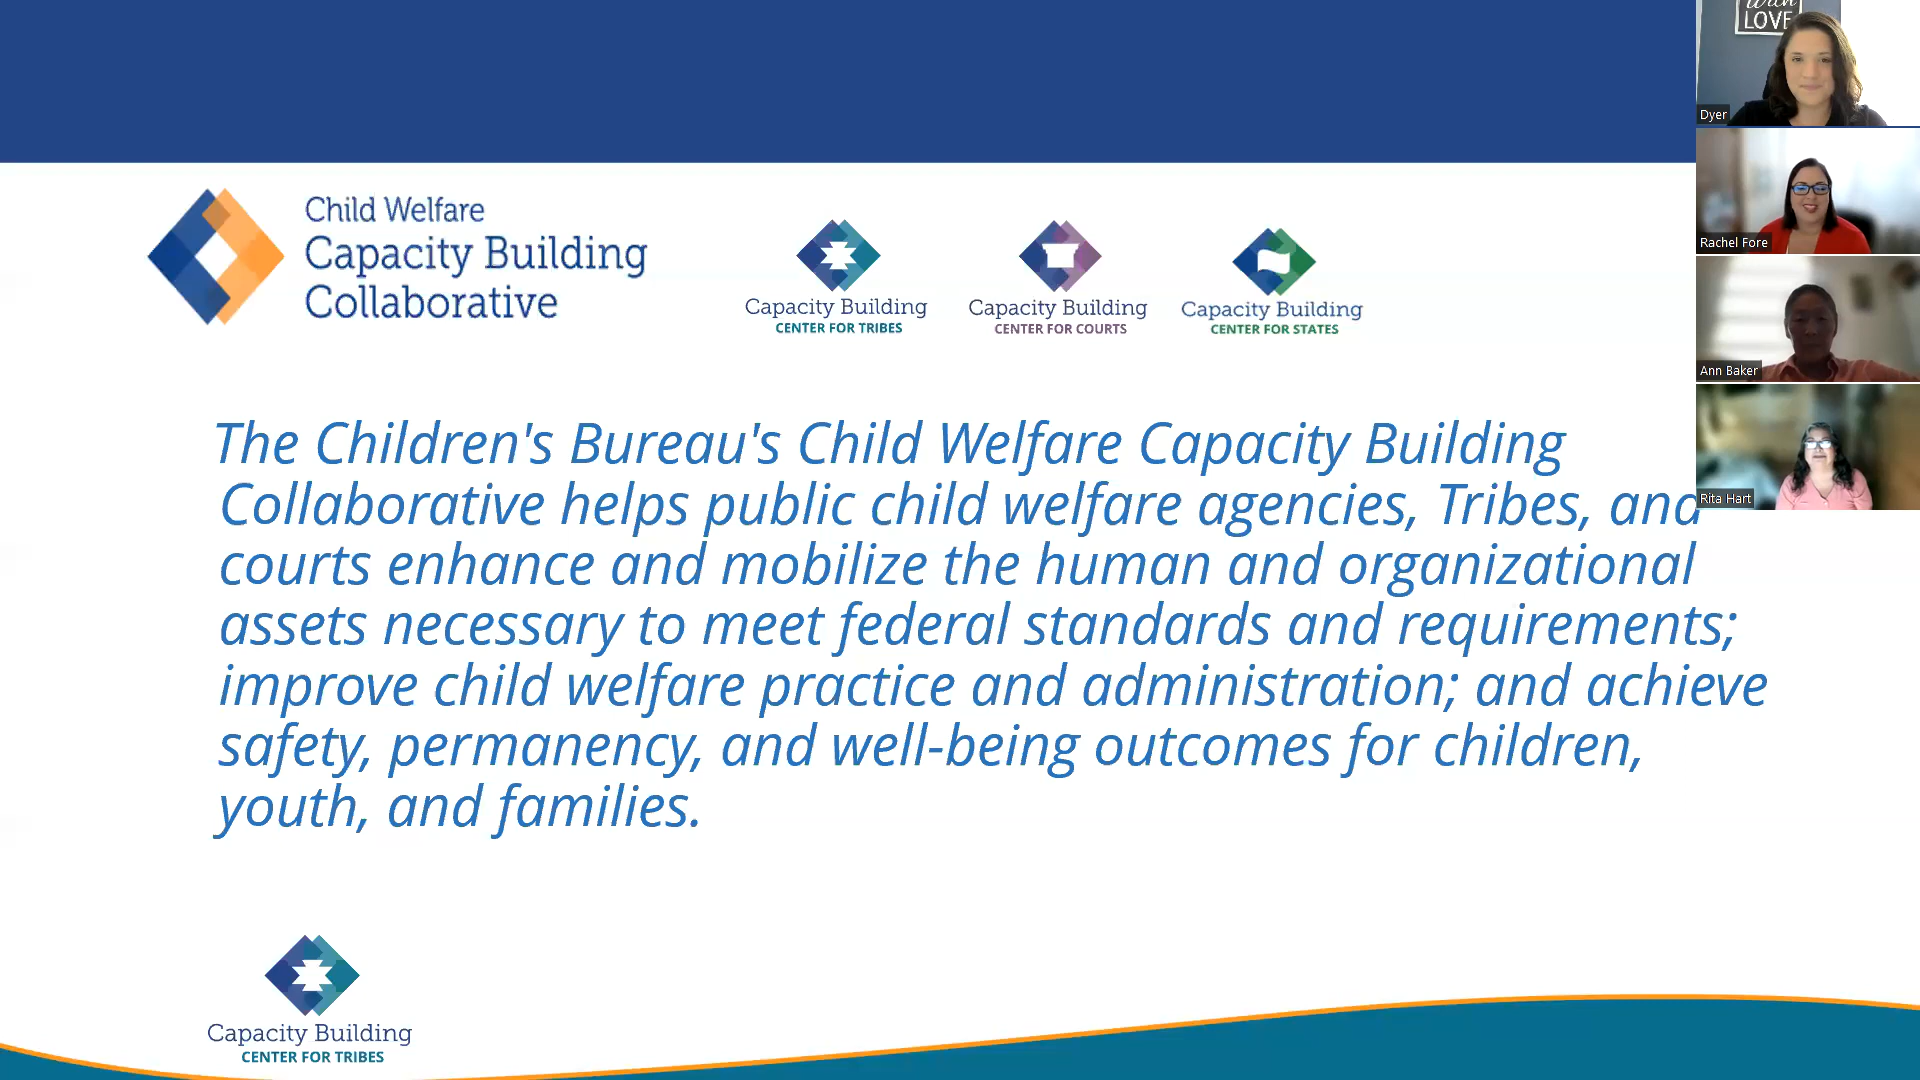 Child Welfare
Capacity Building
Collaborative
Capacity Building
CENTER FOR TRIBES
Capacity Building
CENTER FOR COURTS
Capacity Building
CENTER FOR STATES
The Children's Bureau's Child Welfare Capacity Building
Collaborative helps public child welfare agencies, Tribes, and
courts enhance and mobilize the human and organizational
assets necessary to meet federal standards and requirements;
improve child welfare practice and administration; and achieve
safety, permanency, and well-being outcomes for children,
youth, and families.
Capacity Building
CENTER FOR TRIBES
with
LOVE
Dyer
Rachel Fore
Ann Baker
Rita Hart